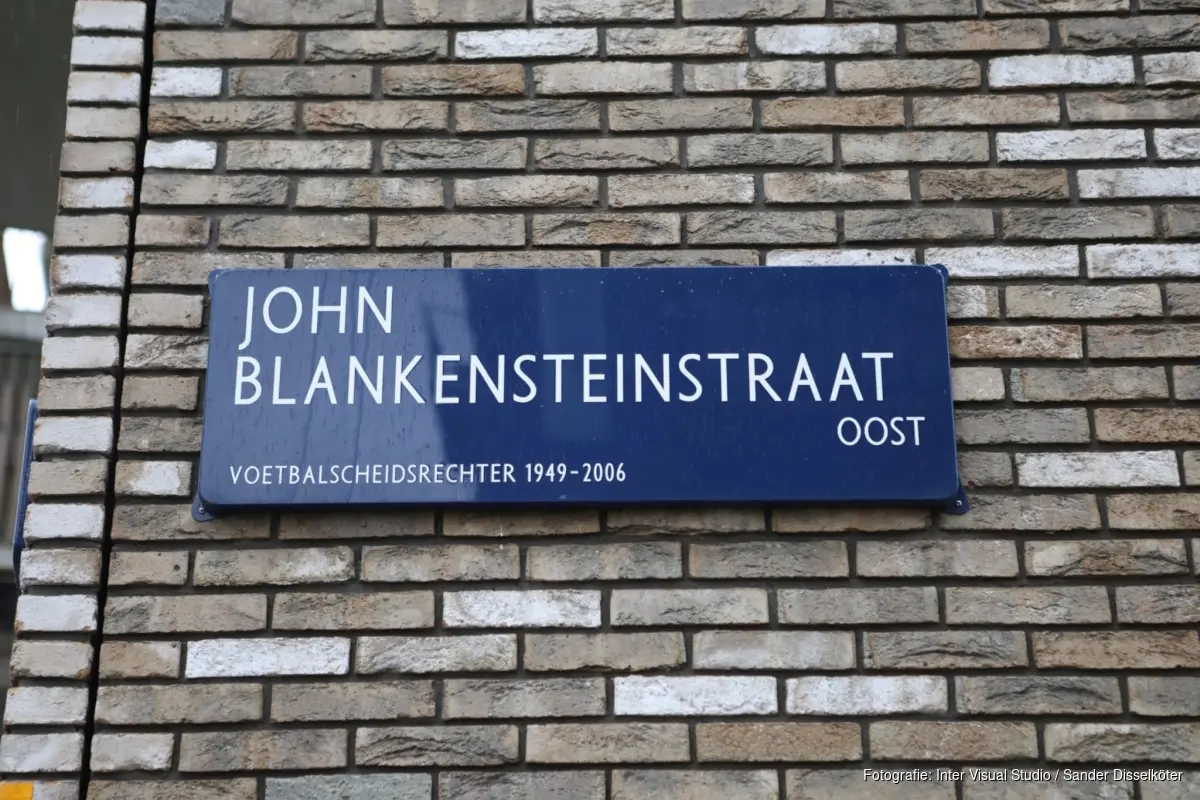 JOHN
BLANKENSTEINSTRAAT
OOST
VOETBALSCHEIDSRECHTER 1949-2006
Fotografie: Inter Visual Studio / Sander Disselköter